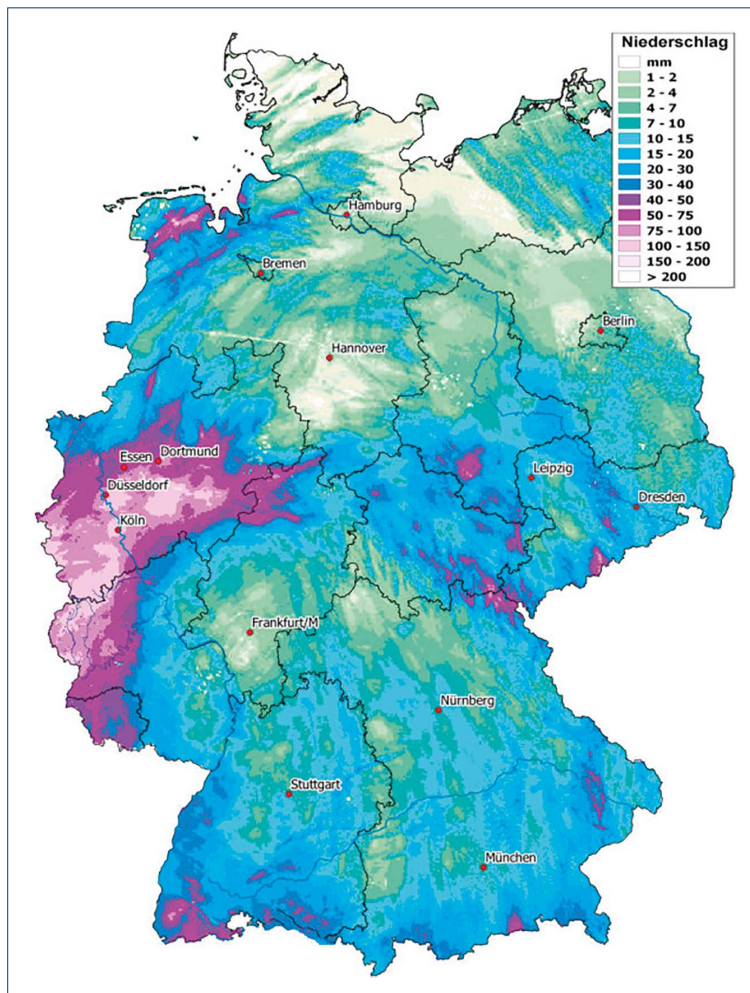 Niederschlag
mm
1 - 2
2 - 4
4 - 7
7 - 10
10 - 15
15 - 20
20 - 30
30 - 40
40 - 50
50 - 75
75 - 100
100 - 150
150 - 200
> 200
Hamburg
Bremen
Berlin
Hannover
Essen
Dortmund
Düsseldorf
Leipzig
Dresden
Köln
Frankfurt/M
Nürnberg
Stuttgart
München